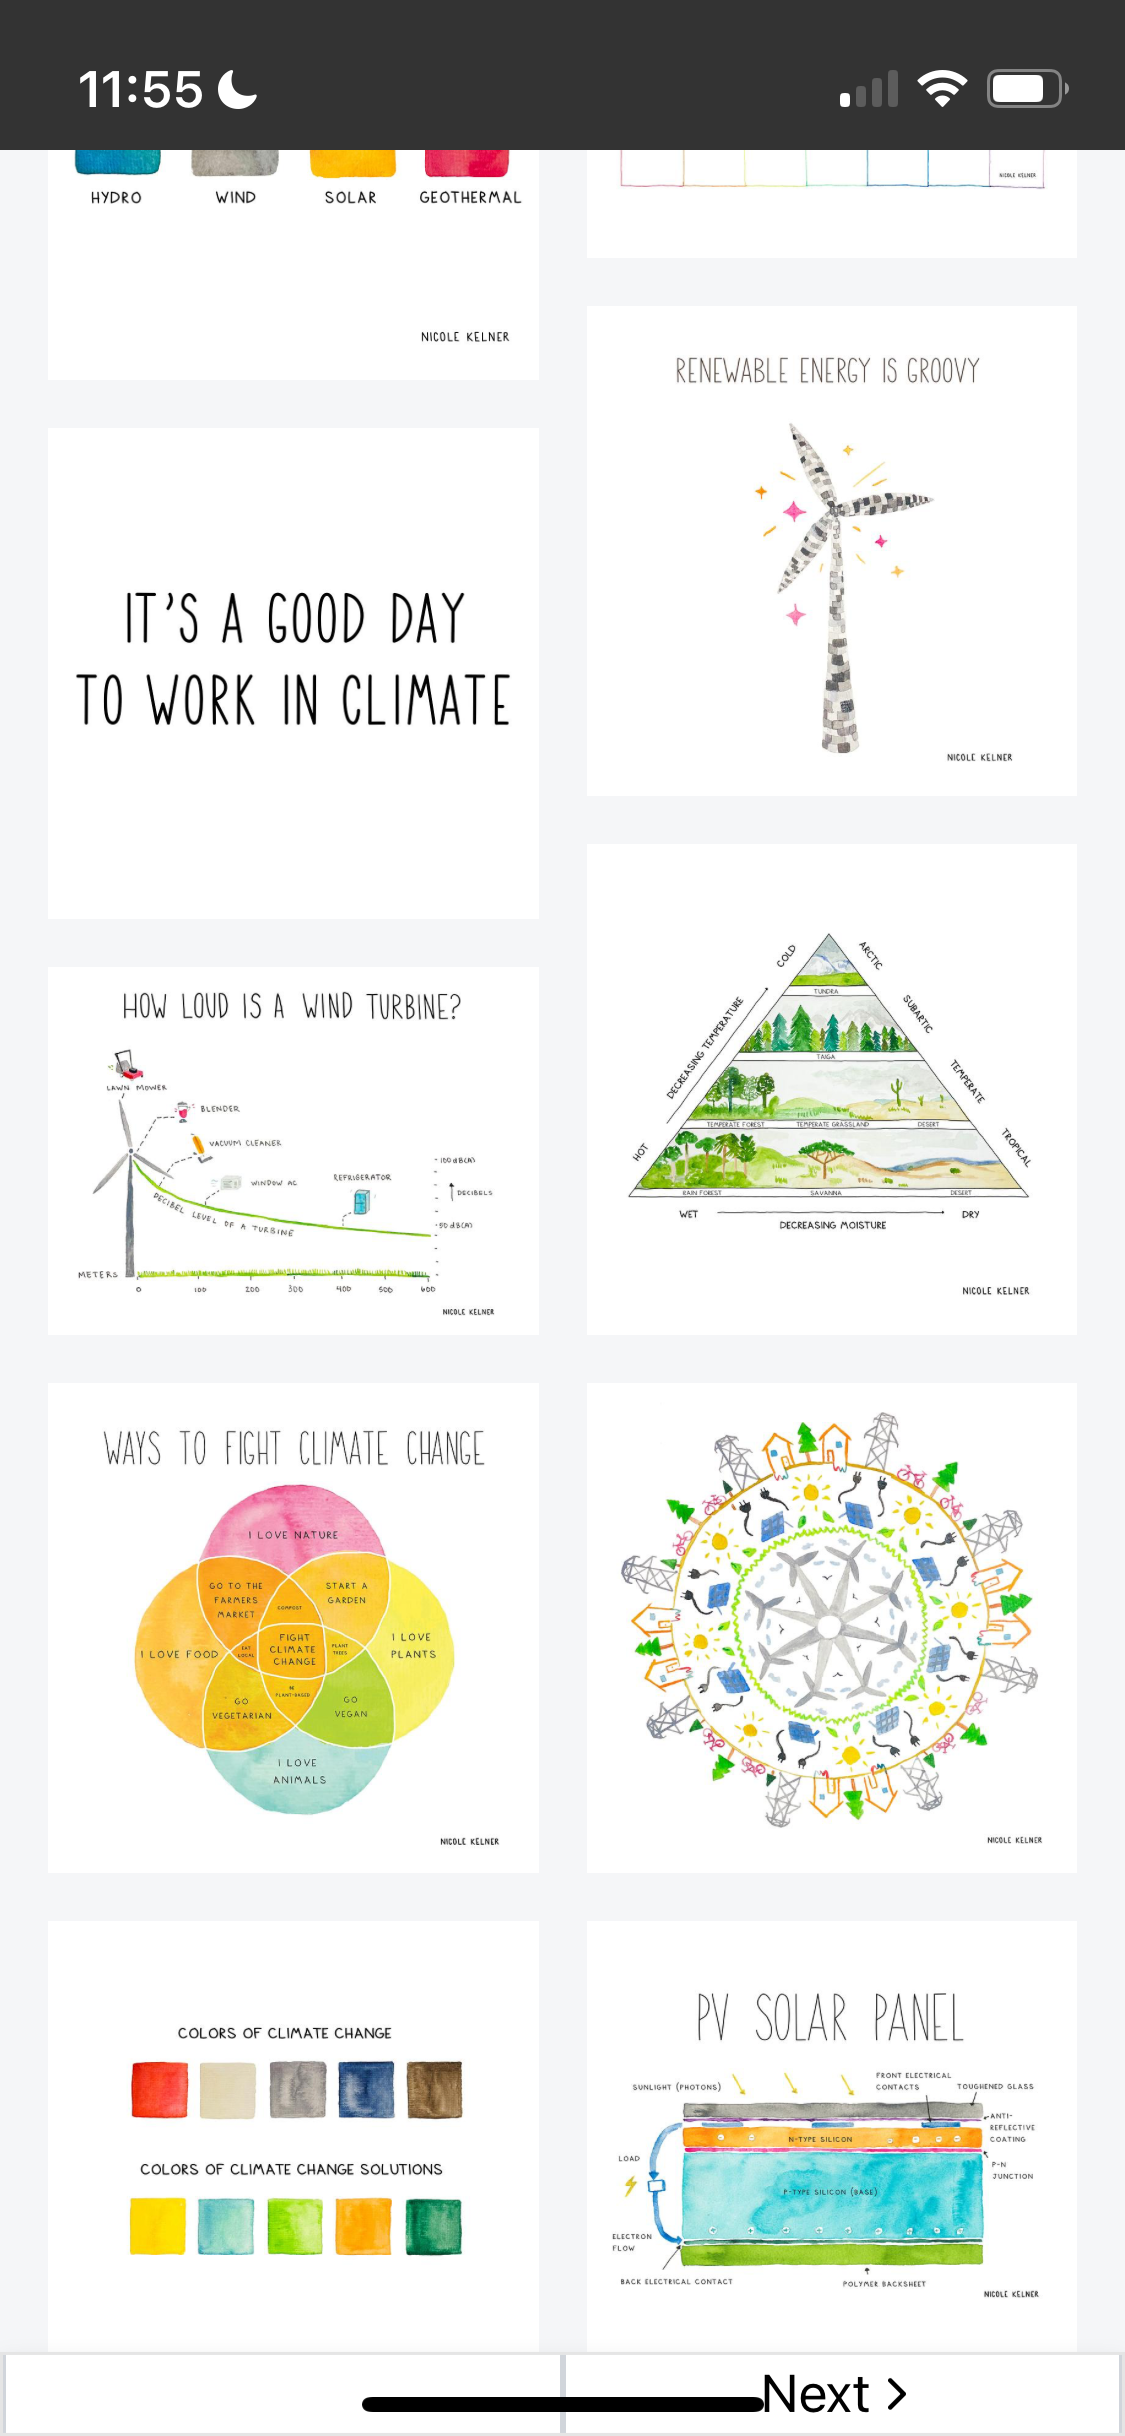 11:55
HYDRO
WIND
SOLAR
GEOTHERMAL
NICOLE KELNER
NICOLE KELNER
IT'S A GOOD DAY
TO WORK IN CLIMATE
RENEWABLE ENERGY IS GROOVY
NICOLE KELNER
HOW LOUD IS A WIND TURBINE?
LAWN MOWER
BLENDER
VACUUM CLEANER
WINDOW AC
REFRIGERATOR
100 dB(A)
DECIBELS
50 dB(A)
DECIBEL LEVEL OF A TURBINE
METERS
0
100
200
300
400
500
600
NICOLE KELNER
COLD
ARCTIC
TUNDRA
DECREASING TEMPERATURE
SUBARTIC
TAIGA
TEMPERATE
TEMPERATE FOREST
TEMPERATE GRASSLAND
DESERT
HOT
TROPICAL
RAIN FOREST
SAVANNA
DESERT
WET
DRY
DECREASING MOISTURE
NICOLE KELNER
WAYS TO FIGHT CLIMATE CHANGE
I LOVE NATURE
GO TO THE
FARMERS
MARKET
COMPOST
START A
GARDEN
I LOVE FOOD
EAT
LOCAL
FIGHT
CLIMATE
CHANGE
PLANT
TREES
I LOVE
PLANTS
GO
VEGETARIAN
BE
PLANT-BASED
GO
VEGAN
I LOVE
ANIMALS
NICOLE KELNER
NICOLE KELNER
COLORS OF CLIMATE CHANGE
COLORS OF CLIMATE CHANGE SOLUTIONS
PV SOLAR PANEL
SUNLIGHT (PHOTONS)
FRONT ELECTRICAL
CONTACTS
TOUGHENED GLASS
ANTI-
REFLECTIVE
COATING
N-TYPE SILICON
P-N
JUNCTION
LOAD
P-TYPE SILICON (BASE)
ELECTRON
FLOW
BACK ELECTRICAL CONTACT
POLYMER BACKSHEET
NICOLE KELNER
Next >